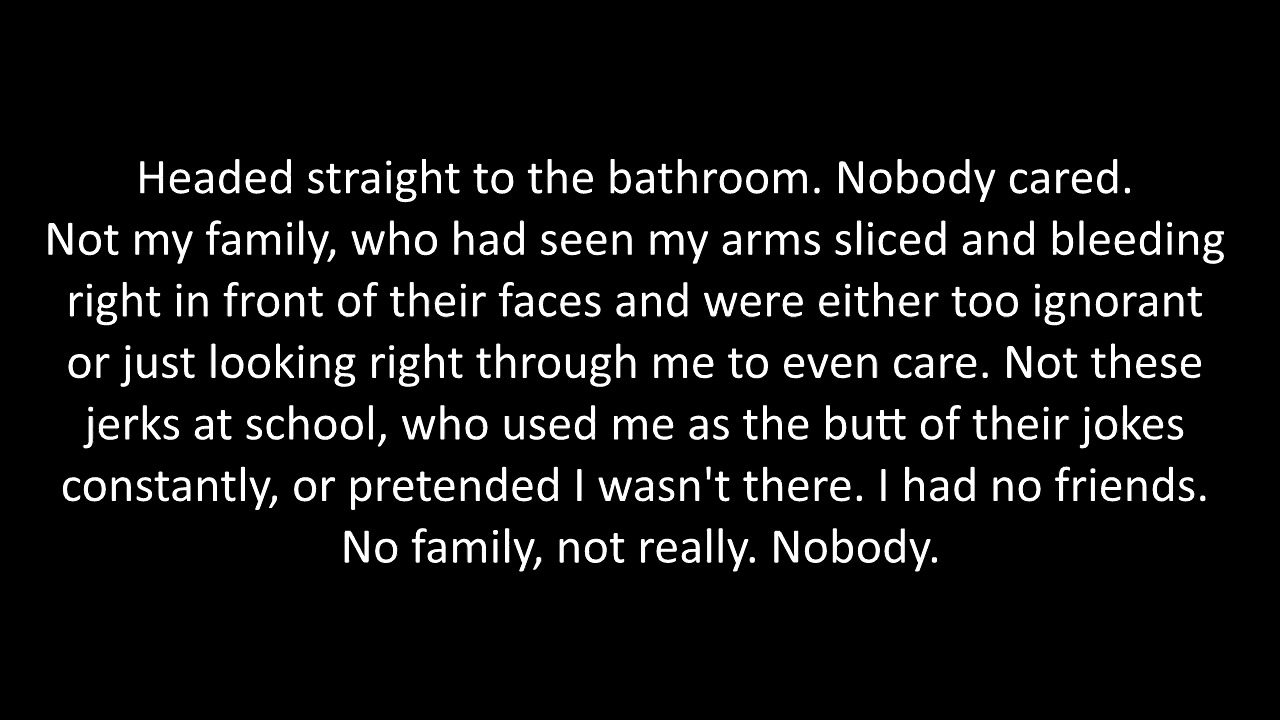 Headed straight to the bathroom. Nobody cared.
Not my family, who had seen my arms sliced and bleeding
right in front of their faces and were either too ignorant
or just looking right through me to even care. Not these
jerks at school, who used me as the butt of their jokes
constantly, or pretended I wasn't there. I had no friends.
No family, not really. Nobody.